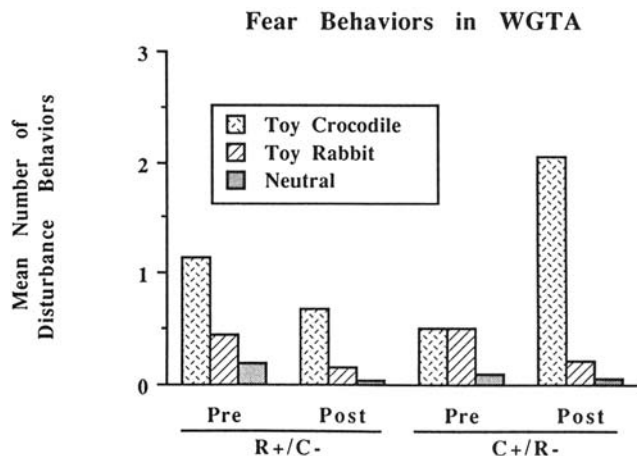 Fear Behaviors in WGTA
Mean Number of
Disturbance Behaviors
3
2
1
0
Toy Crocodile
Toy Rabbit
Neutral
Pre
Post
Pre
Post
R+/C-
C+/R-